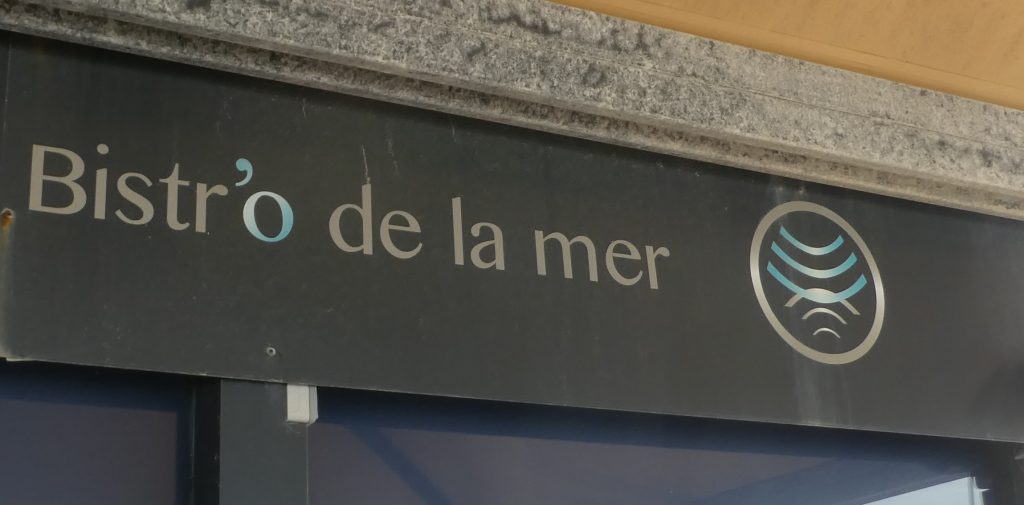 Bistr'o de la mer